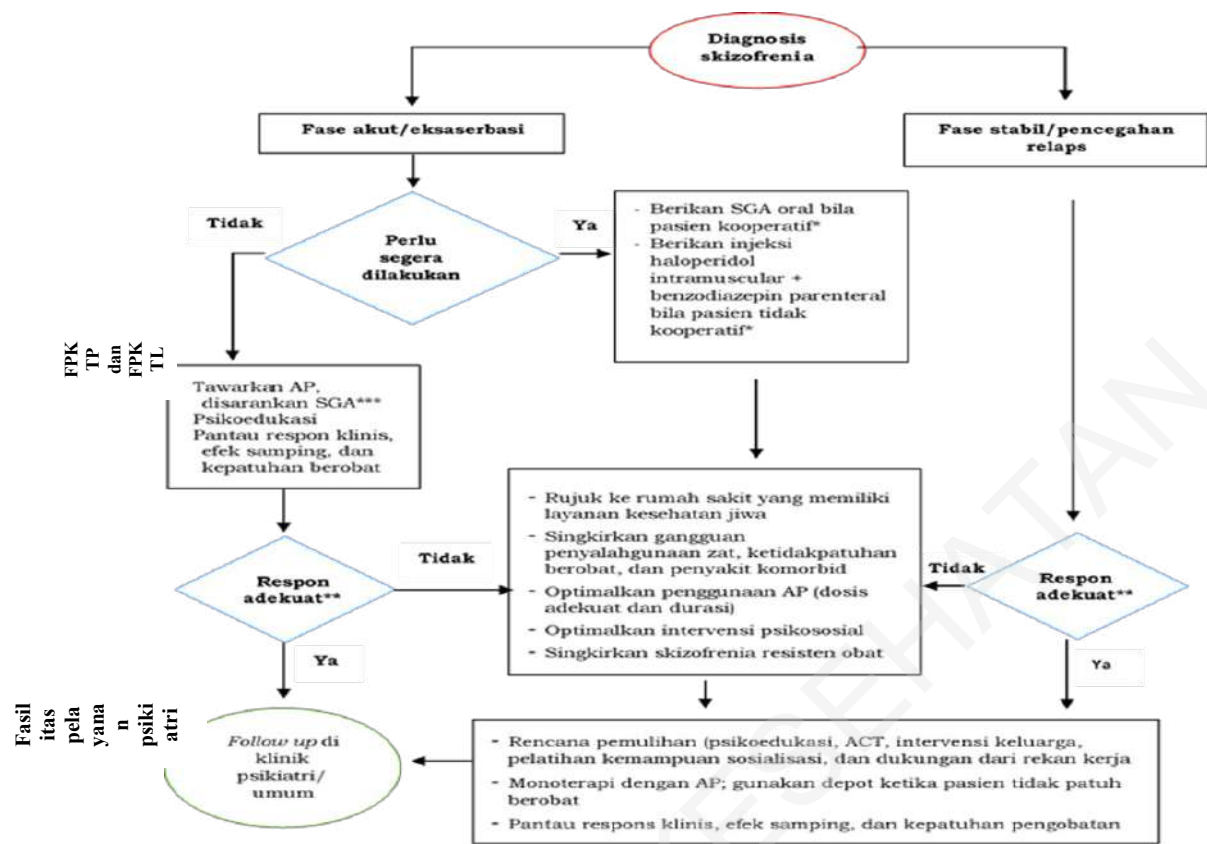 Diagnosis
skizofrenia
Fase akut/eksaserbasi
Fase stabil/pencegahan
relaps
Tidak
Perlu
segera
dilakukan
Ya
- Berikan SGA oral bila
pasien kooperatif*
- Berikan injeksi
haloperidol
intramuscular +
benzodiazepin parenteral
bila pasien tidak
kooperatif*
FPK
TP
dan
FPK
TL
Tawarkan AP,
disarankan SGA***
Psikoedukasi
Pantau respon klinis,
efek samping, dan
kepatuhan berobat
- Rujuk ke rumah sakit yang memiliki
layanan kesehatan jiwa
- Singkirkan gangguan
penyalahgunaan zat, ketidakpatuhan
berobat, dan penyakit komorbid
- Optimalkan penggunaan AP (dosis
adekuat dan durasi)
- Optimalkan intervensi psikososial
- Singkirkan skizofrenia resisten obat
Respon
adekuat**
Tidak
Tidak
Respon
adekuat**
Ya
Ya
Fasil
itas
pela
yana
n
psiki
atri
Follow up di
klinik
psikiatri/
umum
- Rencana pemulihan (psikoedukasi, ACT, intervensi keluarga,
pelatihan kemampuan sosialisasi, dan dukungan dari rekan kerja
- Monoterapi dengan AP; gunakan depot ketika pasien tidak patuh
berobat
- Pantau respons klinis, efek samping, dan kepatuhan pengobatan
KESEHATAN